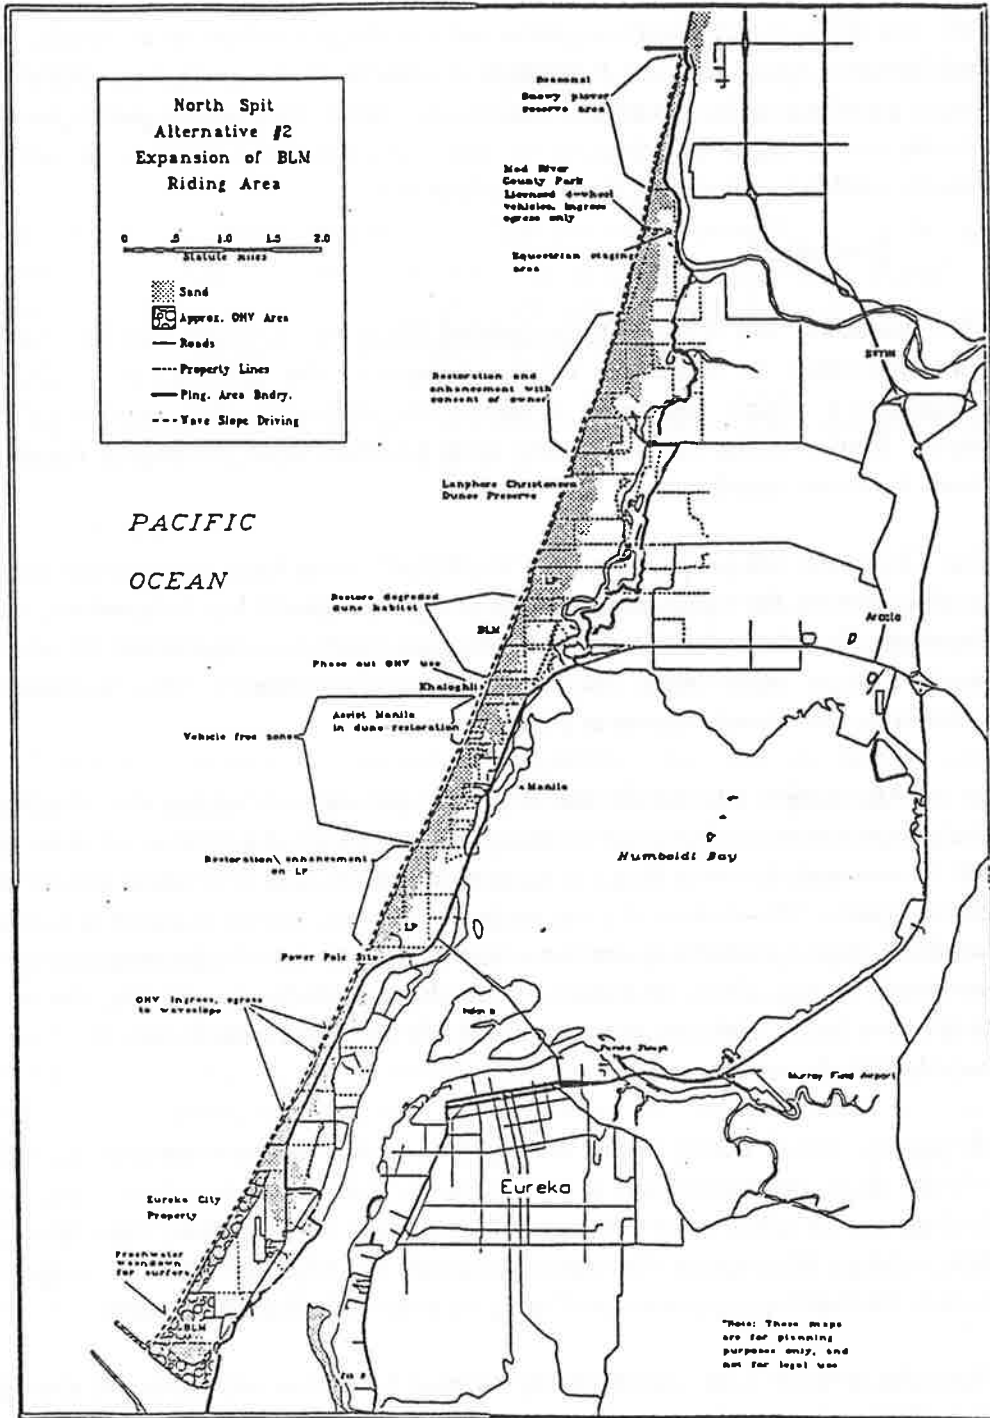 North Spit
Alternative #2
Expansion of BLM
Riding Area
0 .5 1.0 1.5 2.0
Statute miles
Sand
Approx. OHV Area
Roads
Property Lines
Plng. Area Bndry.
Wave Slope Driving
Seasonal
Snowy plover
reserve area
Mad River
County Park
Licensed 4-wheel
vehicles, ingress
egress only
Equestrian staging
area
Restoration and
enhancement with
consent of owner
Lanphere Christensen
Dunes Preserve
PACIFIC
OCEAN
LP
Restore degraded
dune habitat
BLM
Arcata
Phase out OHV use
Khoaghli
Assist Manila
in dune restoration
Vehicle free zone
Manila
Humboldt Bay
Restoration\ enhancement
on LP
LP
Power Pole Site
OHV ingress, egress
to waveslope
Murray Field Airport
Eureka
Eureka City
Property
Freshwater
washdown
for surfers
BLM
"Note: These maps
are for planning
purposes only, and
not for legal use